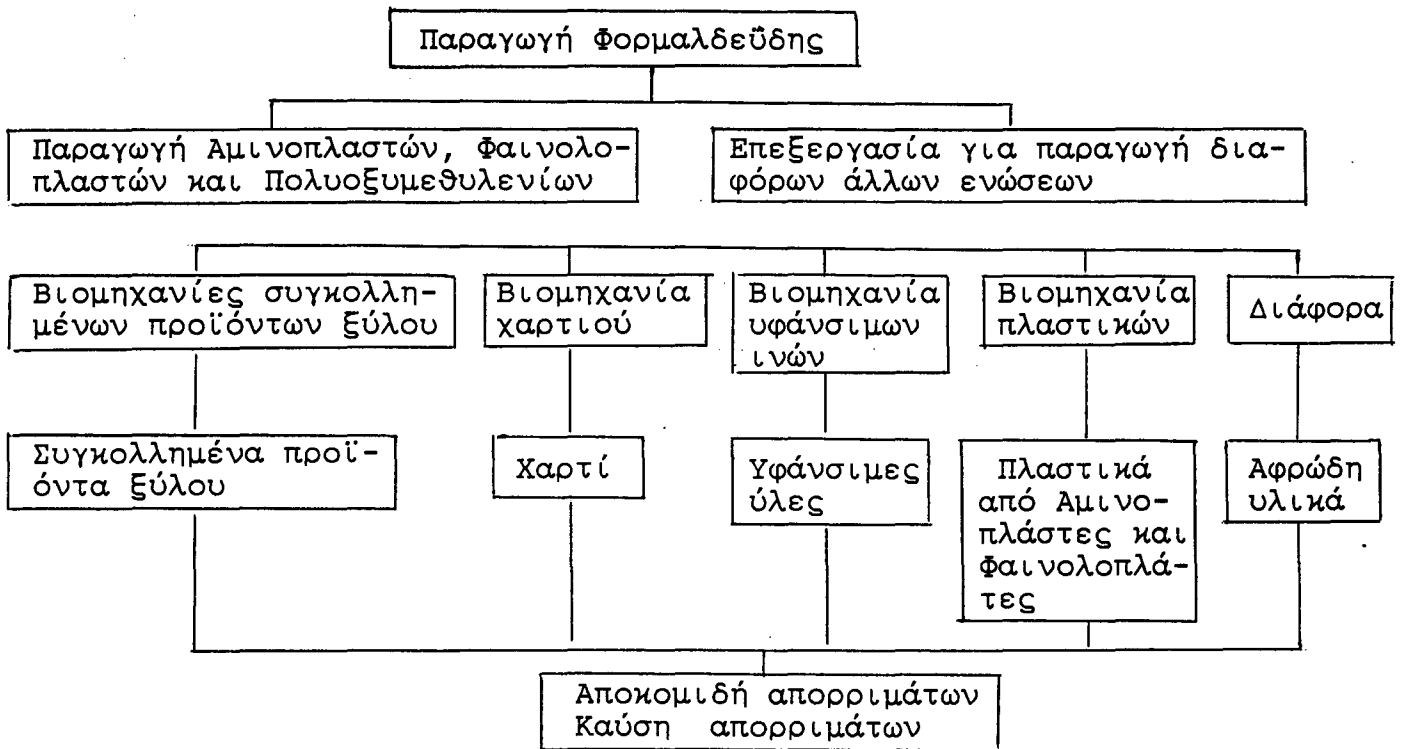 Παραγωγή Φορμαλδεΰδης
Παραγωγή Αμινοπλαστών, Φαινολο-
πλαστών και Πολυοξυμεθυλενίων
Επεξεργασία για παραγωγή δια-
φόρων άλλων ενώσεων
Βιομηχανίες συγκολλη-
μένων προϊόντων ξύλου
Βιομηχανία
χαρτιού
Βιομηχανία
υφάνσιμων
ινών
Βιομηχανία
πλαστικών
Διάφορα
Συγκολλημένα προϊ-
όντα ξύλου
Χαρτί
Υφάνσιμες
ύλες
Πλαστικά
από Αμινο-
πλάστες και
Φαινολοπλά-
τες
Αφρώδη
υλικά
Αποκομιδή απορριμάτων
Καύση απορριμάτων